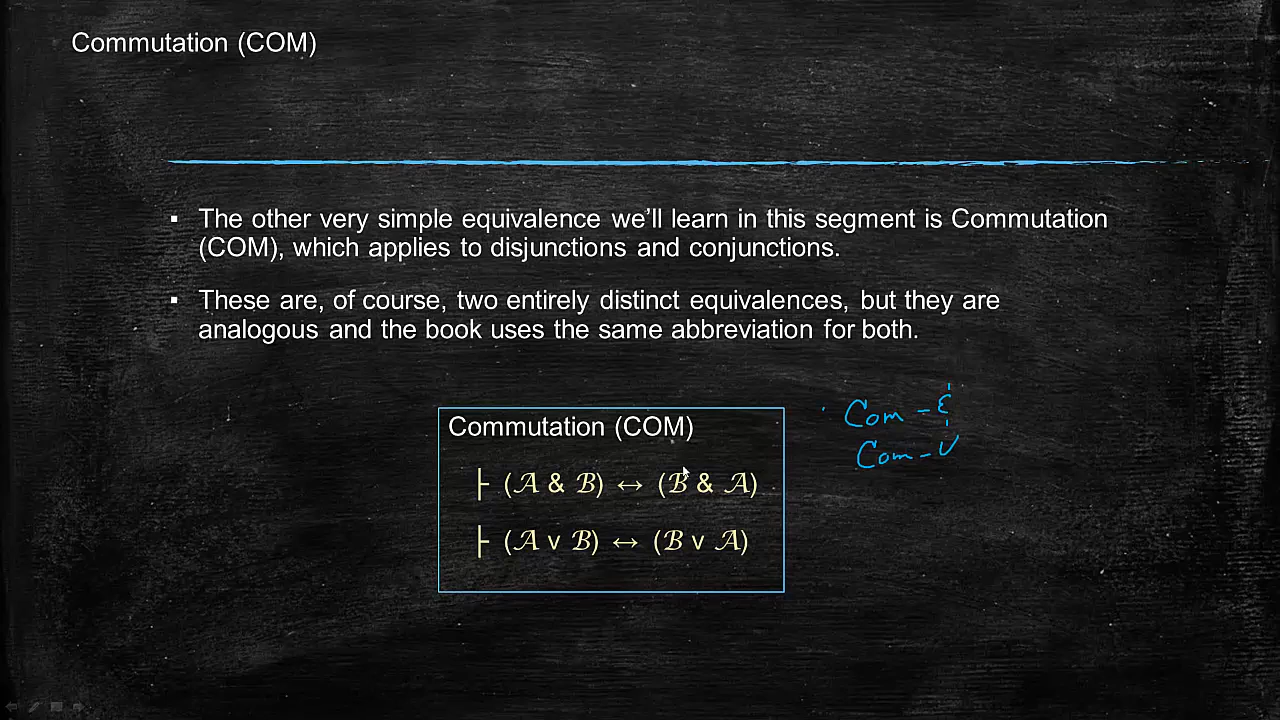 Commutation (COM)
▪ The other very simple equivalence we’ll learn in this segment is Commutation
(COM), which applies to disjunctions and conjunctions.
▪ These are, of course, two entirely distinct equivalences, but they are
analogous and the book uses the same abbreviation for both.
Commutation (COM)
⊢ (𝒜 & ℬ) ↔ (ℬ & 𝒜)
⊢ (𝒜 v ℬ) ↔ (ℬ v 𝒜)
Com - &
Com - V